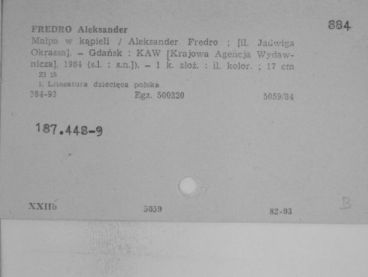 884
FREDRO Aleksander
Małpa w kąpieli / Aleksander Fredro ; [il. Jadwiga
Okrassa]. — Gdańsk : KAW [Krajowa Agencja Wydaw-
nicza], 1984 (s.l. : s.n.]). — 1 k. złoż. : il. kolor. ; 17 cm
Zł 15
1. Literatura dziecięca polska
384-93 Egz. 500320 5059/84
187.448-9
XXIIb 5059 82-93
B